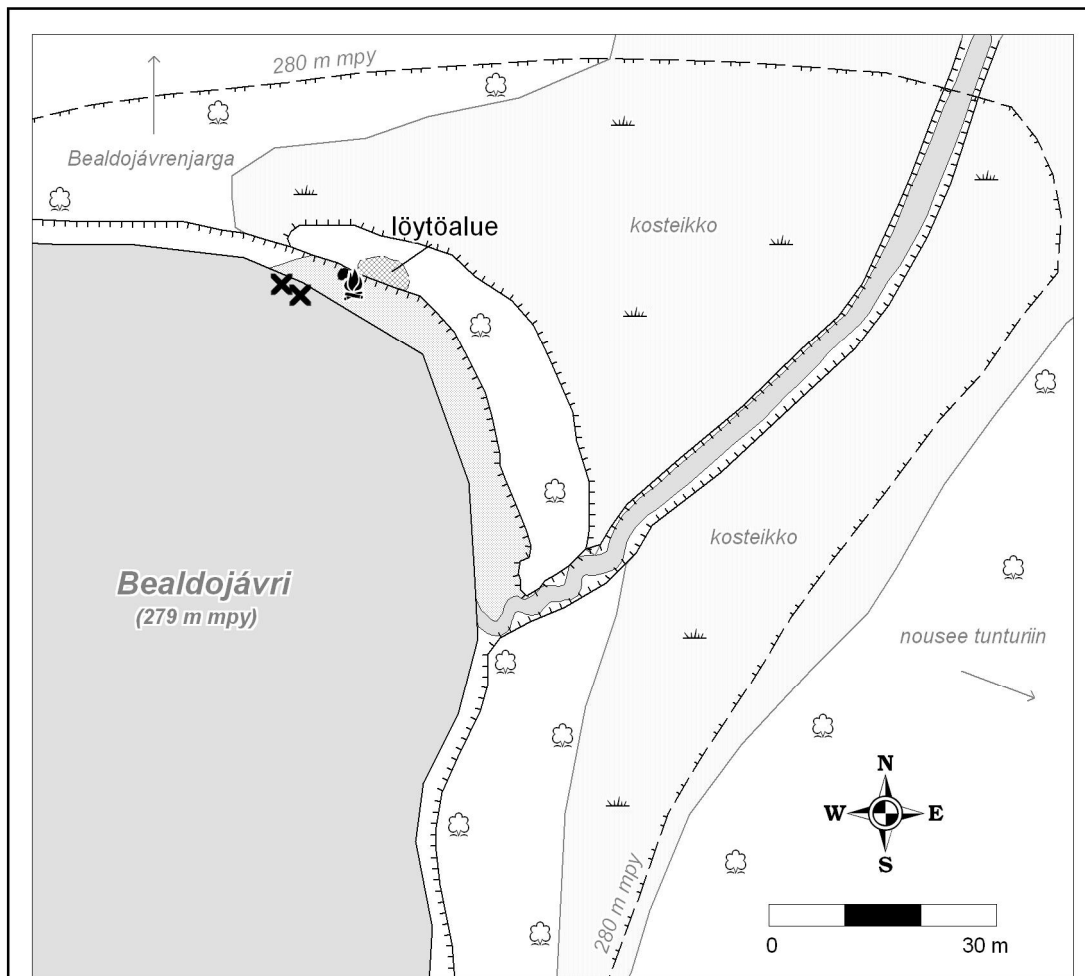 280 m mpy
Bealdojávrenjarga
löytöalue
kosteikko
kosteikko
Bealdojávri
(279 m mpy)
nousee tunturiin
N
W E
S
280 m mpy
0 30 m